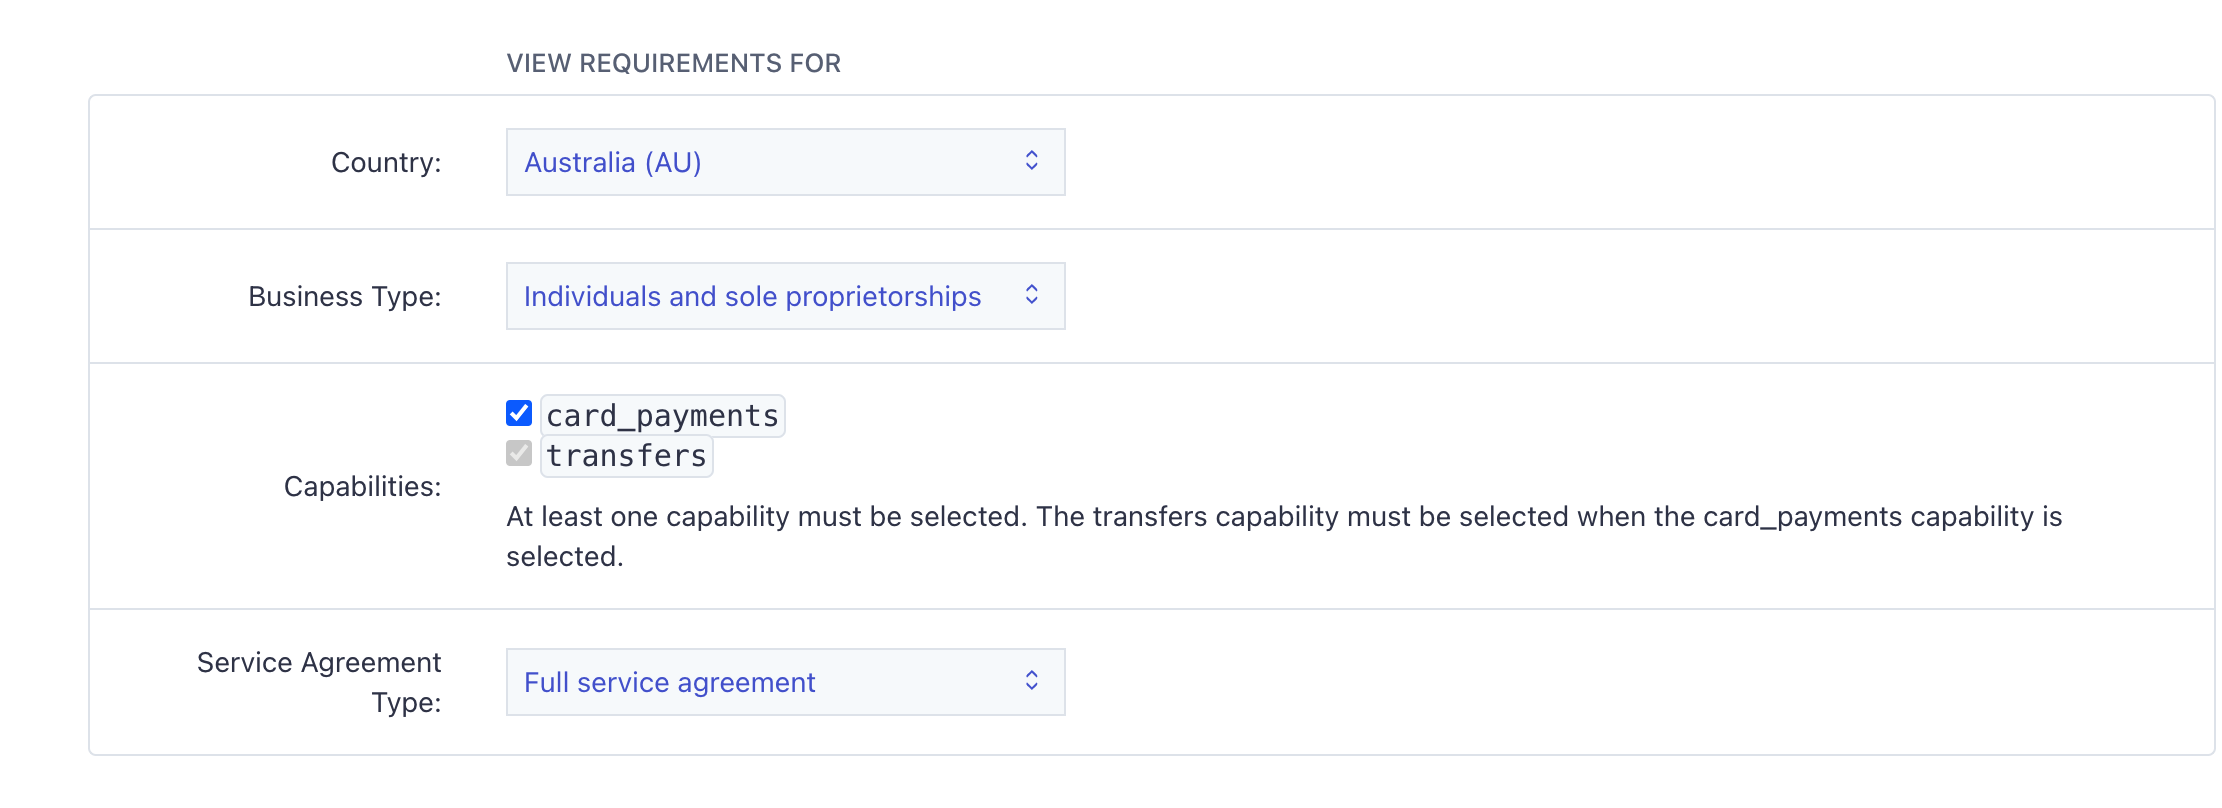 VIEW REQUIREMENTS FOR
Country:
Australia (AU)
Business Type:
Individuals and sole proprietorships
Capabilities:
card_payments
transfers
At least one capability must be selected. The transfers capability must be selected when the card_payments capability is
selected.
Service Agreement
Type:
Full service agreement